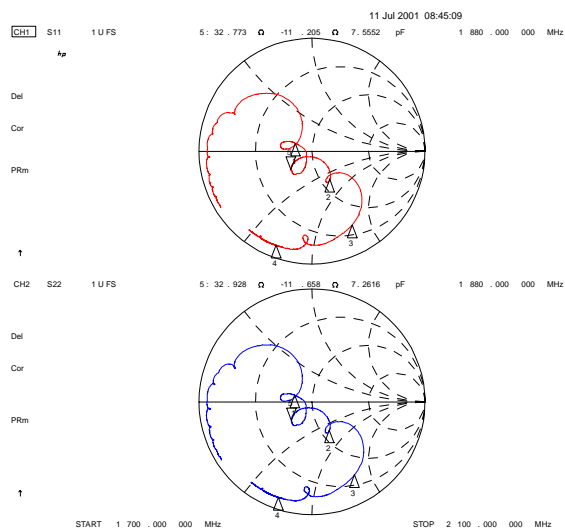 11 Jul 2001 08:45:09
CH1 S11 1 U FS 5: 32 .773 Ω -11 .205 Ω 7.5552 pF 1 880 .000 000 MHz
hp
Del
Cor
PRm
↑
2
3
4
CH2 S22 1 U FS 5: 32 .928 Ω -11 .658 Ω 7.2616 pF 1 880 .000 000 MHz
Del
Cor
PRm
↑
2
3
4
START 1 700 .000 000 MHz STOP 2 100 .000 000 MHz